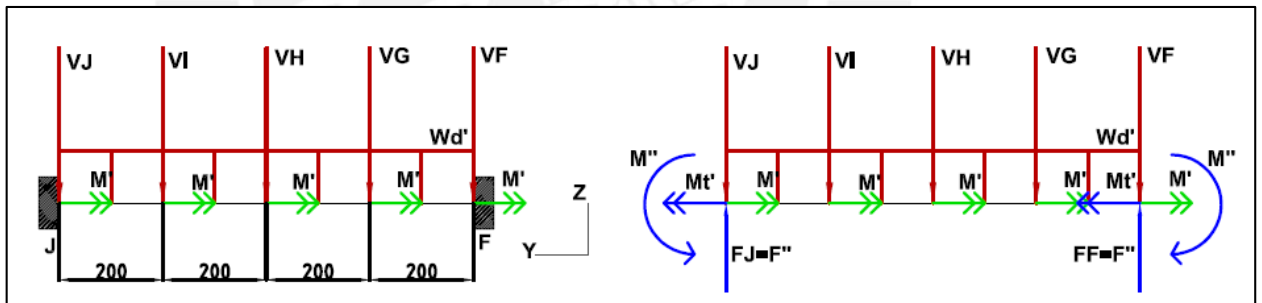 VJ VI VH VG VF
Wd'
M' M' M' M' M'
J F
Z
Y
200 200 200 200
VJ VI VH VG VF
Wd'
M" M"
Mt' M' M' M' M' Mt' M'
FJ=F" FF=F"